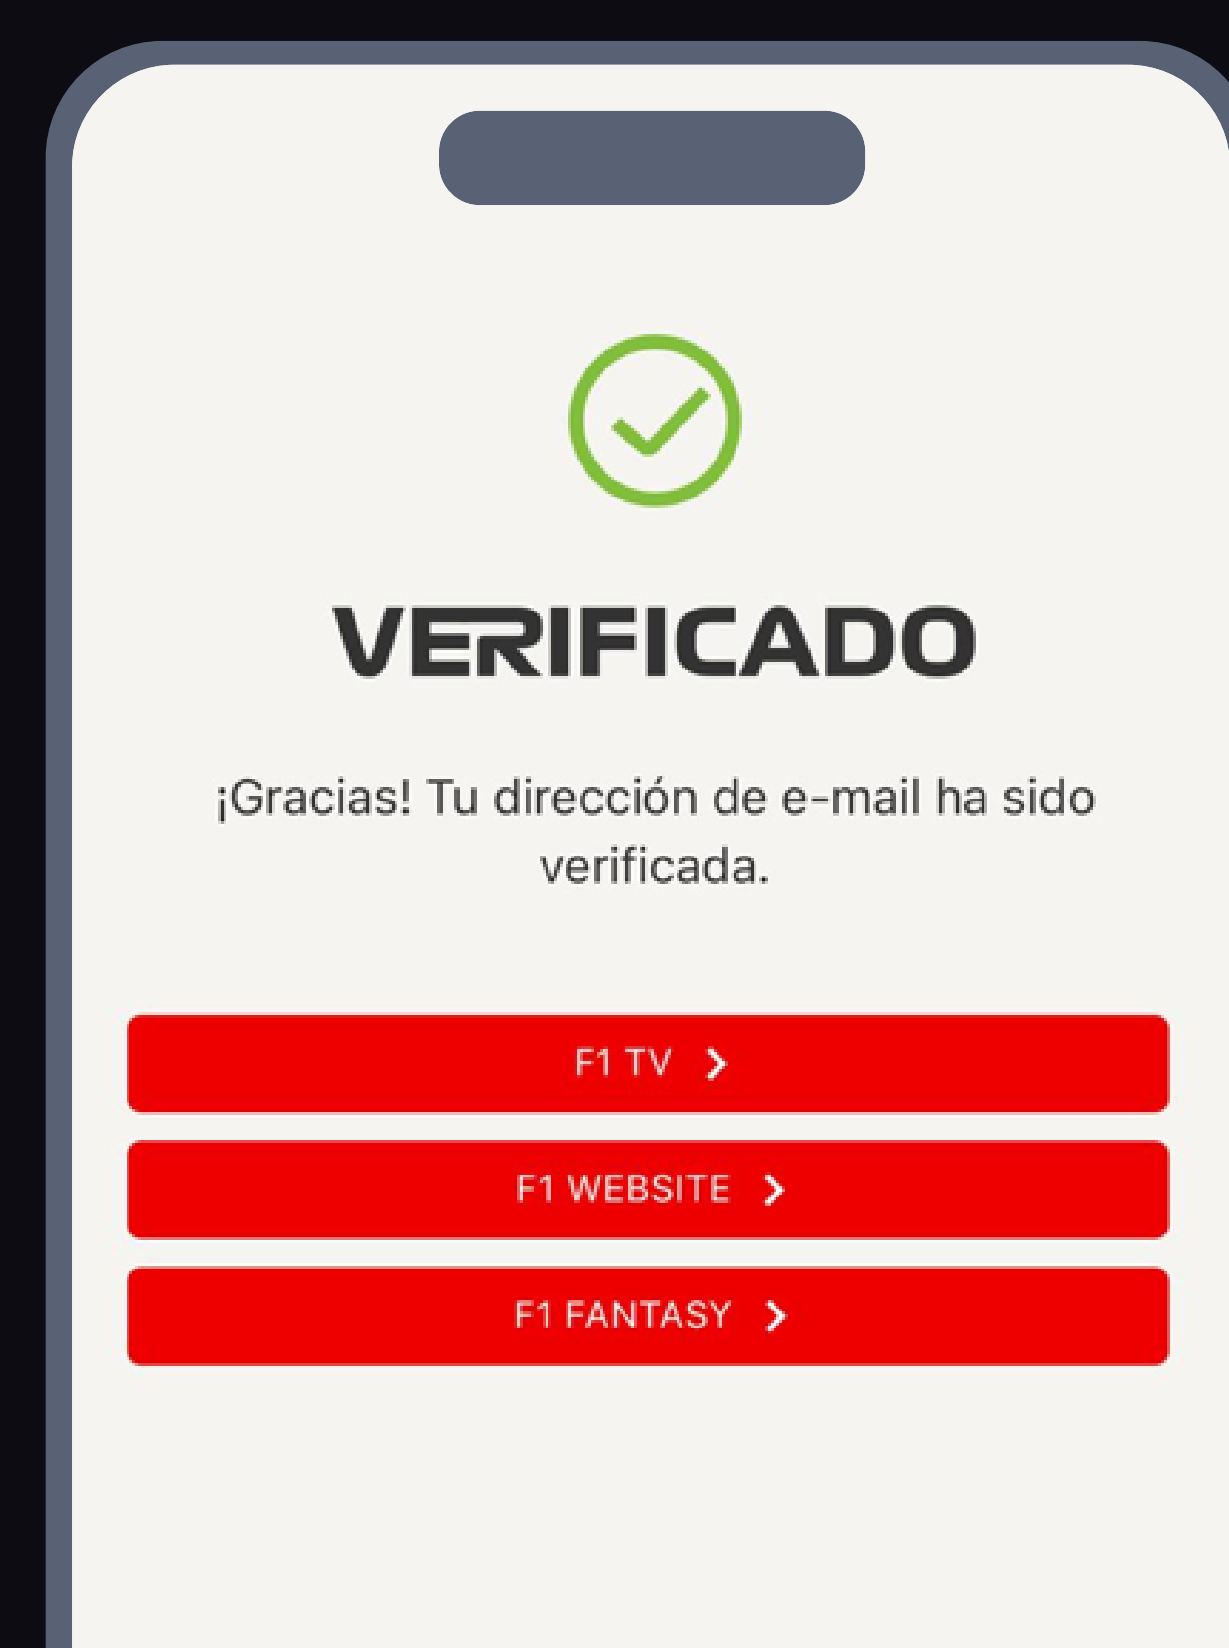 VERIFICADO
¡Gracias! Tu dirección de e-mail ha sido
verificada.
F1 TV
F1 WEBSITE
F1 FANTASY